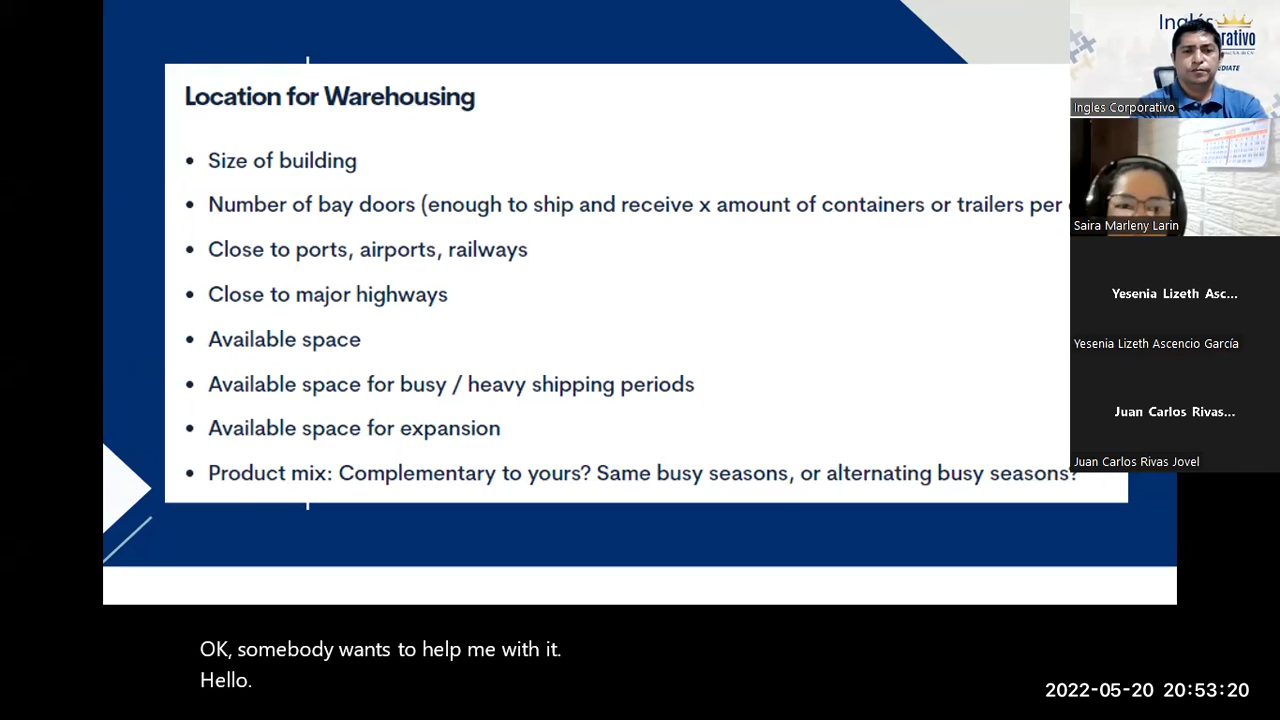 Location for Warehousing
• Size of building
• Number of bay doors (enough to ship and receive x amount of containers or trailers per
• Close to ports, airports, railways
• Close to major highways
• Available space
• Available space for busy / heavy shipping periods
• Available space for expansion
• Product mix: Complementary to yours? Same busy seasons, or alternating busy seasons?
Ingles Corporativo
Saira Marleny Larin
Yesenia Lizeth Asc...
Yesenia Lizeth Ascencio García
Juan Carlos Rivas...
Juan Carlos Rivas Jovel
OK, somebody wants to help me with it.
Hello.
2022-05-20 20:53:20